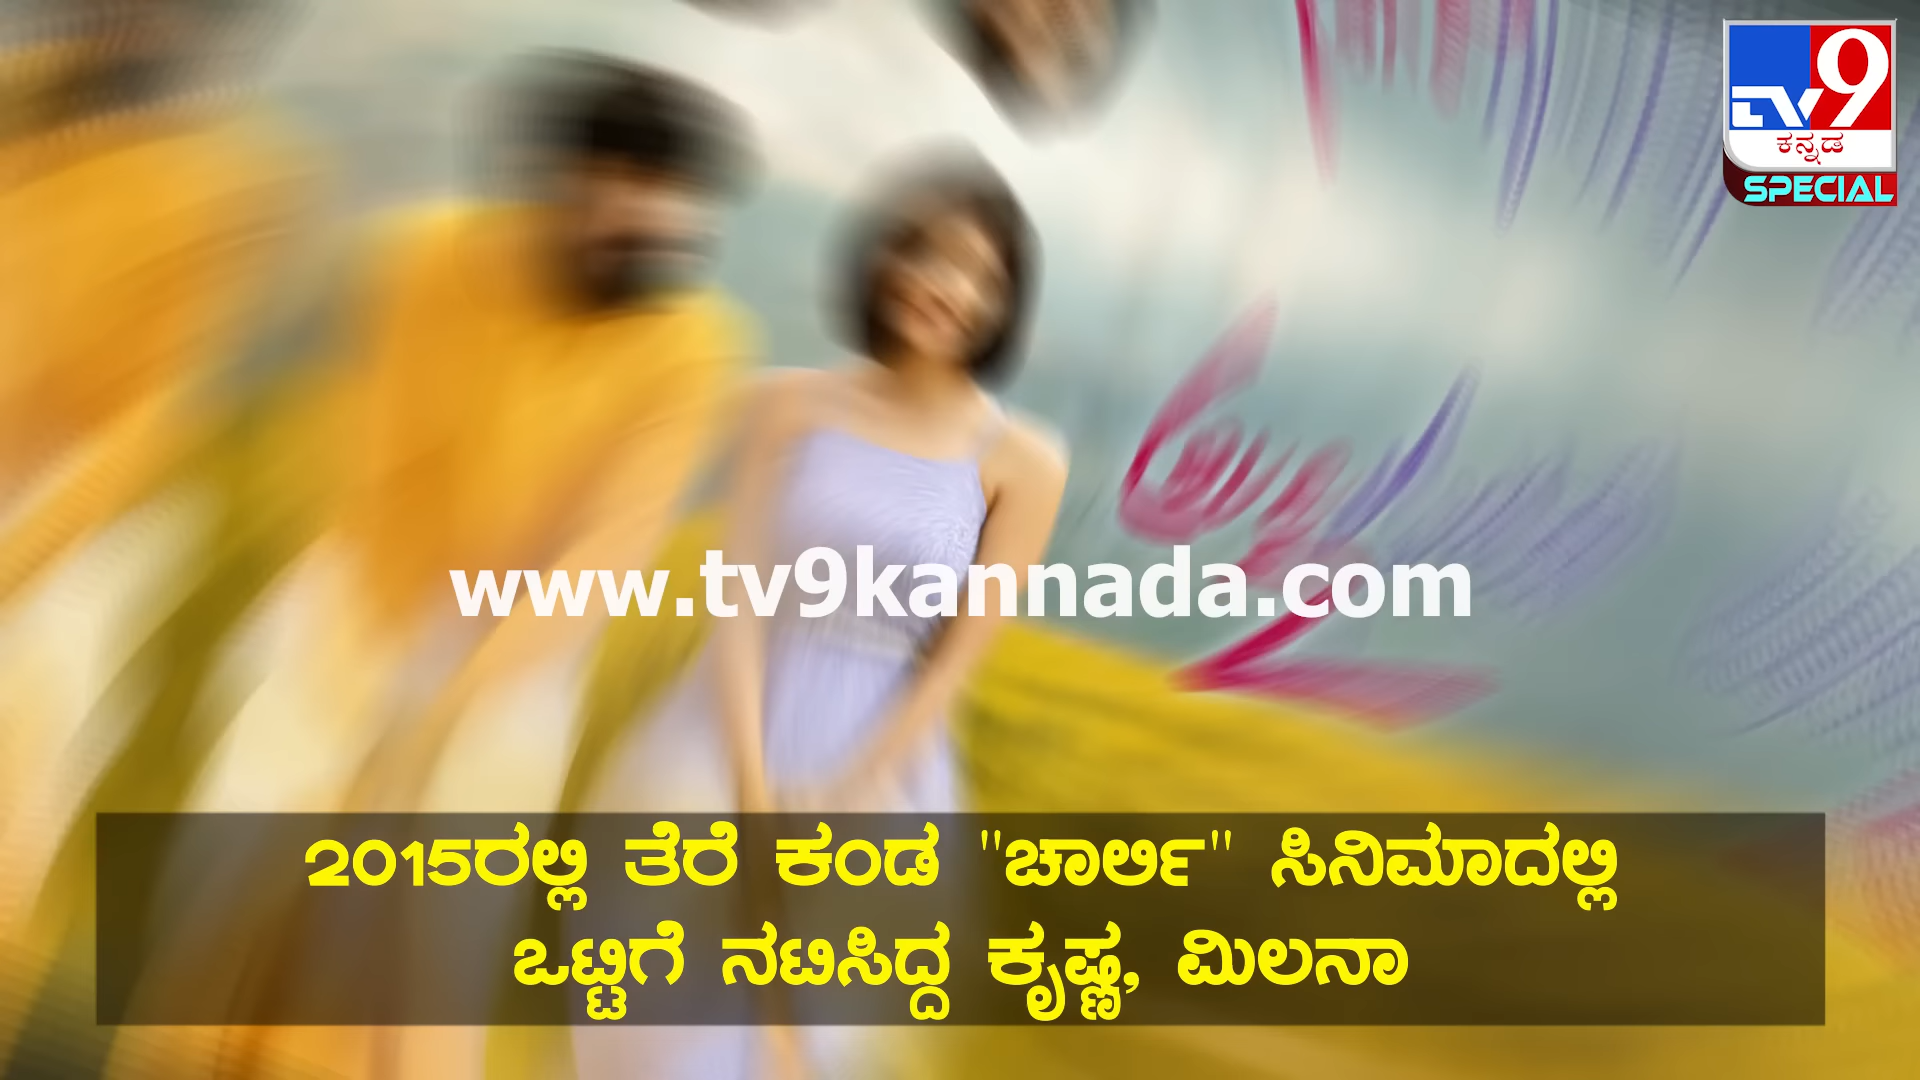 TV9
ಕನ್ನಡ
SPECIAL
www.tv9kannada.com
2015ರಲ್ಲಿ ತೆರೆ ಕಂಡ "ಚಾರ್ಲಿ" ಸಿನಿಮಾದಲ್ಲಿ
ಒಟ್ಟಿಗೆ ನಟಿಸಿದ್ದ ಕೃಷ್ಣ, ಮಿಲನಾ